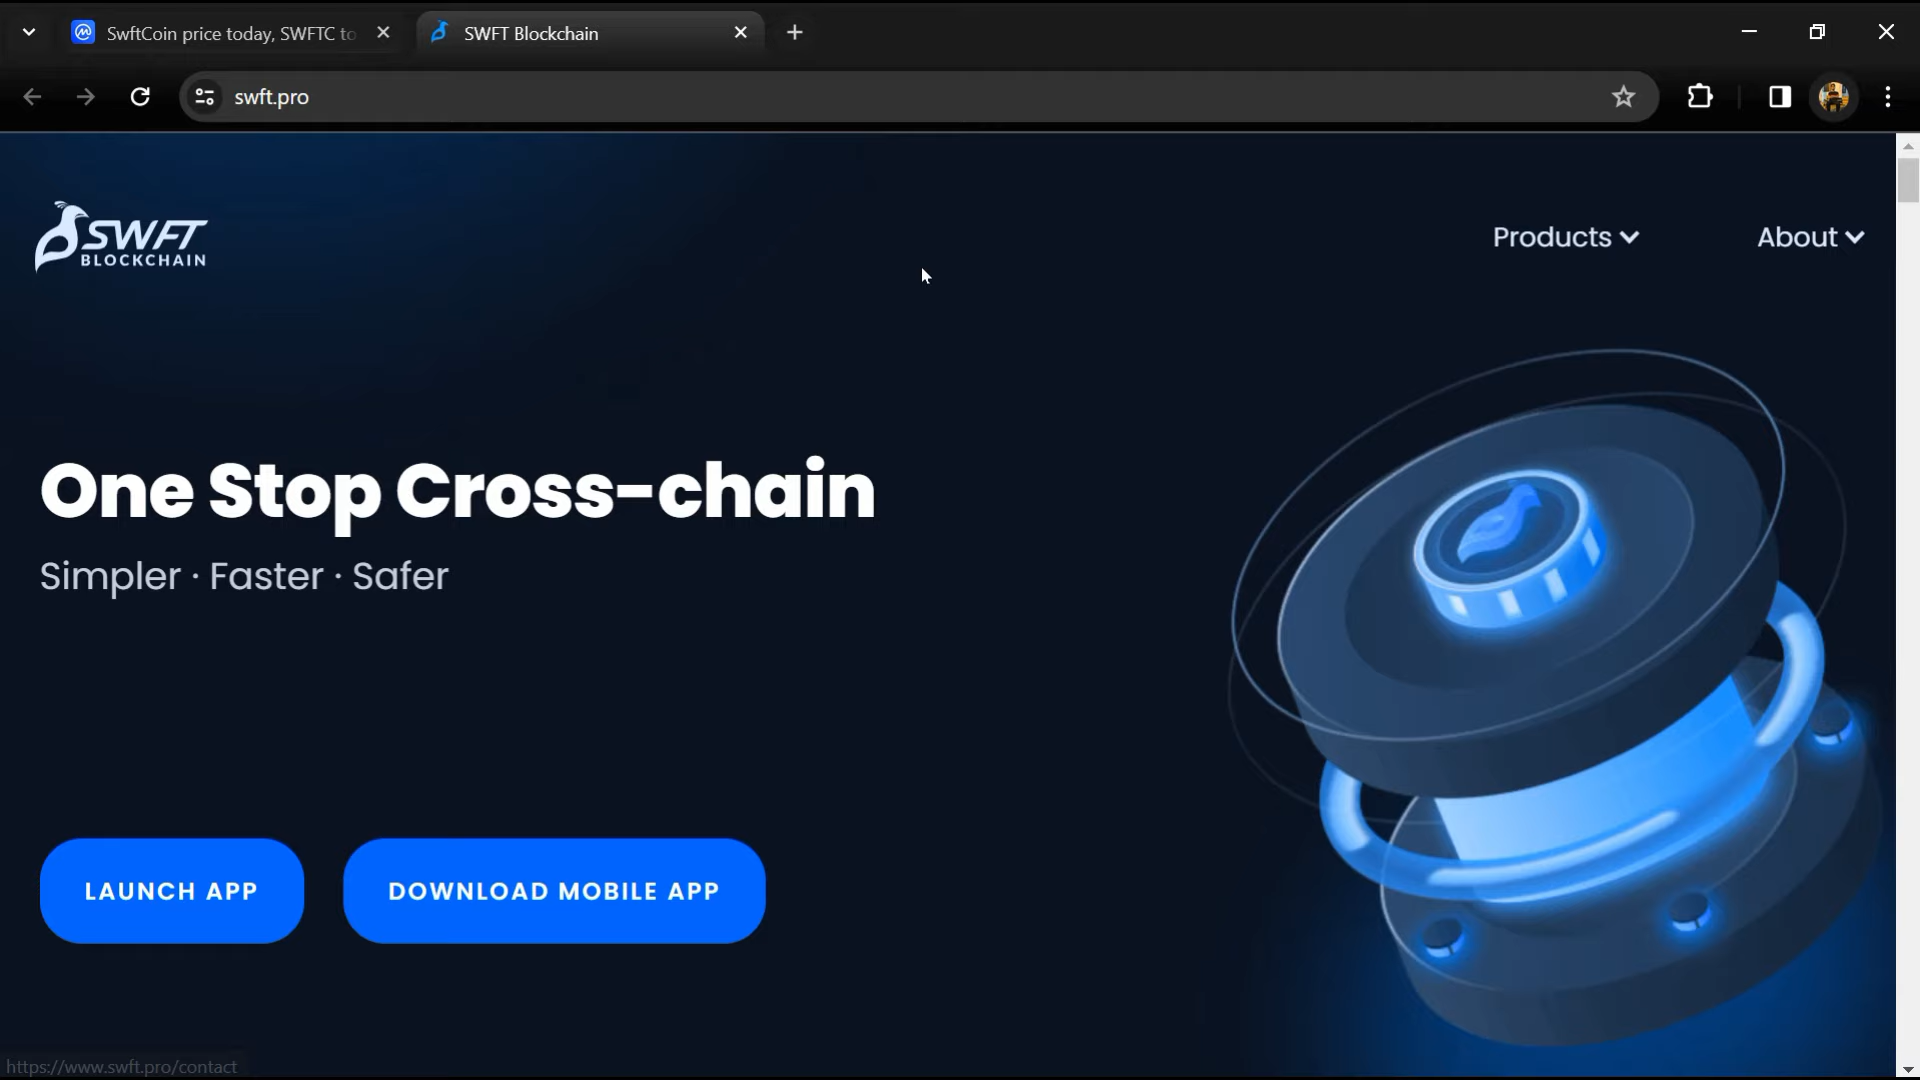 SwftCoin price today, SWFTC to
SWFT Blockchain
swft.pro
SWFT
BLOCKCHAIN
Products
About
One Stop Cross-chain
Simpler · Faster · Safer
LAUNCH APP
DOWNLOAD MOBILE APP
https://www.swft.pro/contact